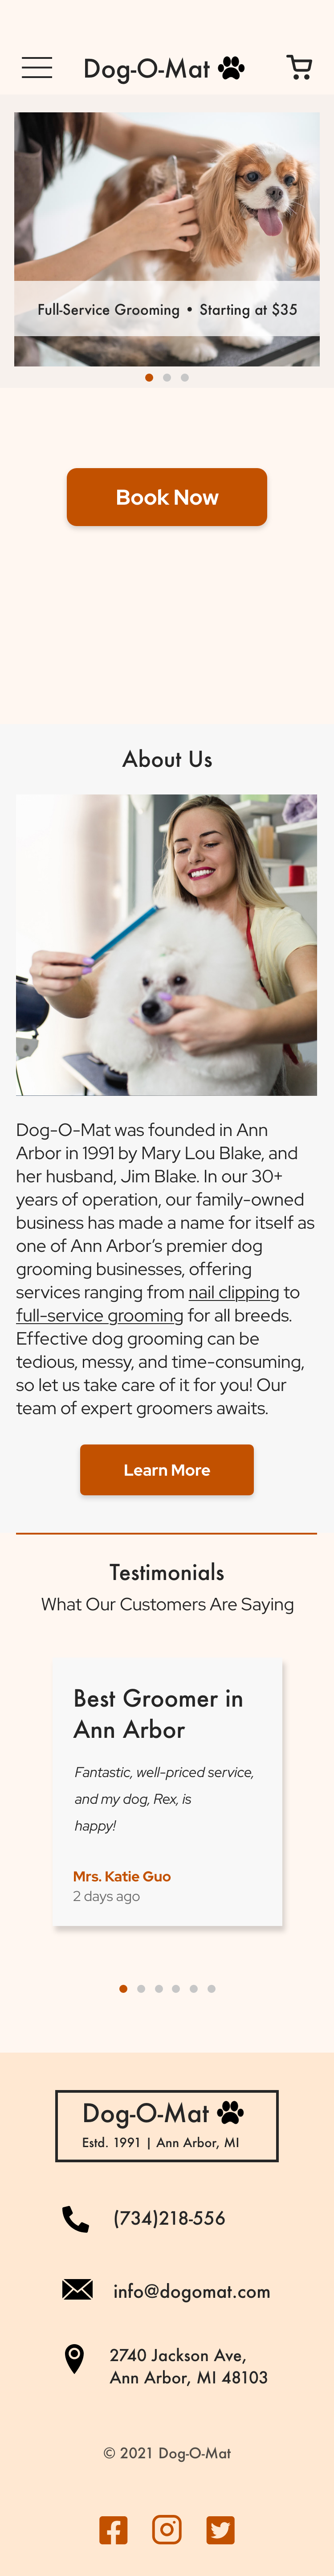 Dog-O-Mat
Full-Service Grooming • Starting at $35
Book Now
About Us
Dog-O-Mat was founded in Ann
Arbor in 1991 by Mary Lou Blake, and
her husband, Jim Blake. In our 30+
years of operation, our family-owned
business has made a name for itself as
one of Ann Arbor’s premier dog
grooming businesses, offering
services ranging from nail clipping to
full-service grooming for all breeds.
Effective dog grooming can be
tedious, messy, and time-consuming,
so let us take care of it for you! Our
team of expert groomers awaits.
Learn More
Testimonials
What Our Customers Are Saying
Best Groomer in
Ann Arbor
Fantastic, well-priced service,
and my dog, Rex, is
happy!
Mrs. Katie Guo
2 days ago
Dog-O-Mat
Estd. 1991 | Ann Arbor, MI
(734)218-556
info@dogomat.com
2740 Jackson Ave,
Ann Arbor, MI 48103
© 2021 Dog-O-Mat